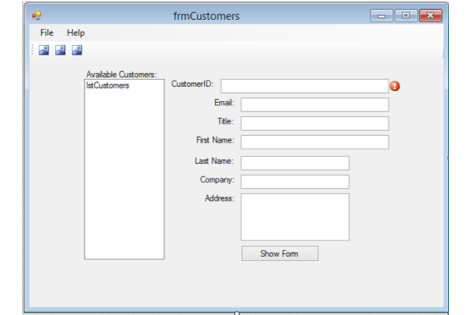 frmCustomers
File Help
Available Customers:
lstCustomers
CustomerID:
Email:
Title:
First Name:
Last Name:
Company:
Address:
Show Form